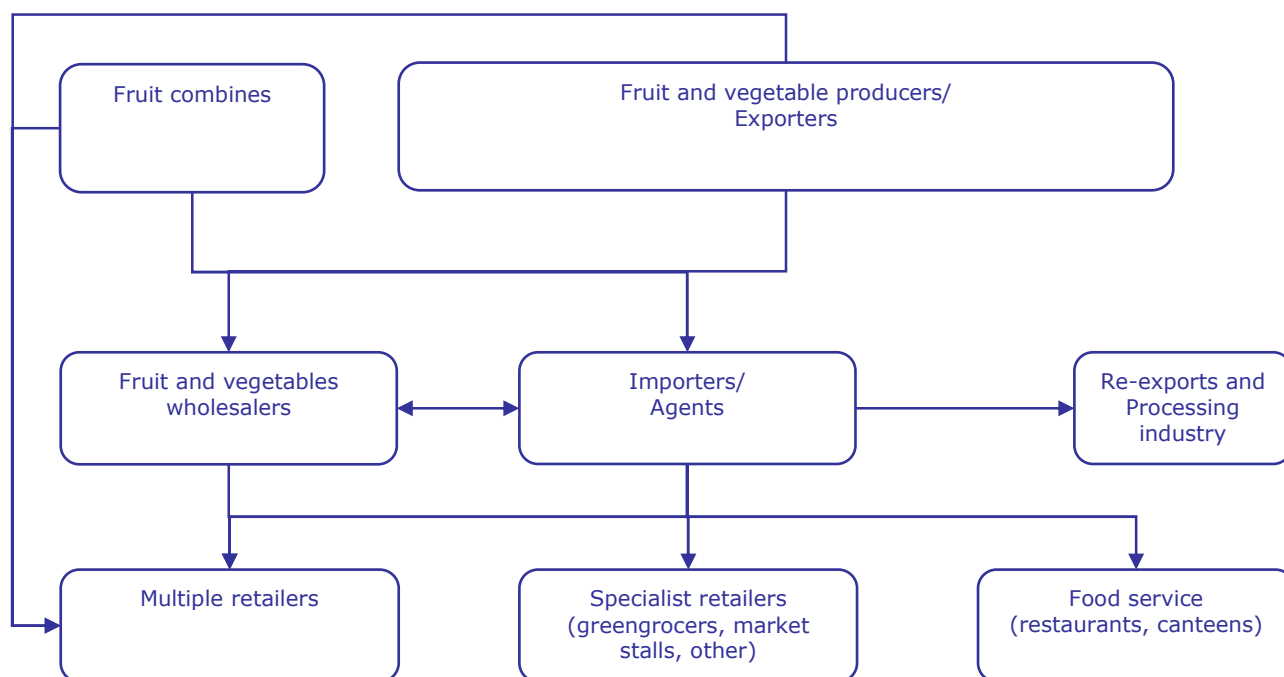 Fruit combines
Fruit and vegetable producers/
Exporters
Fruit and vegetables
wholesalers
Importers/
Agents
Re-exports and
Processing
industry
Multiple retailers
Specialist retailers
(greengrocers, market
stalls, other)
Food service
(restaurants, canteens)